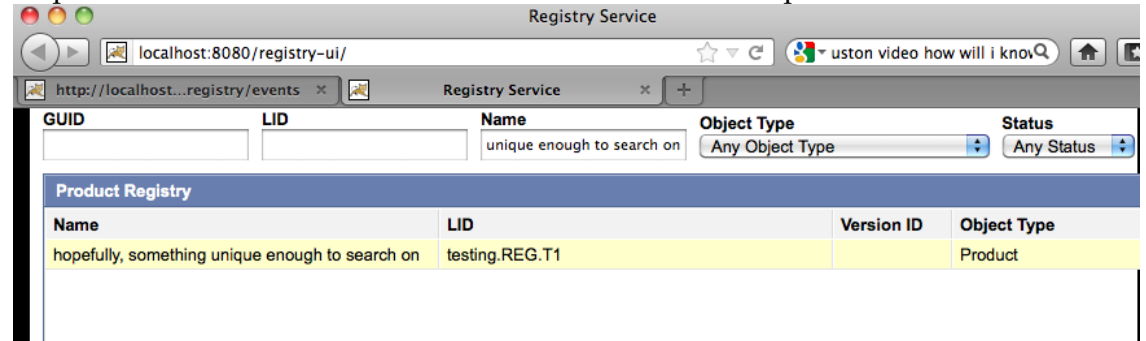 Registry Service
localhost:8080/registry-ui/
uston video how will i know
http://localhost...registry/events
Registry Service
GUID LID Name Object Type Status
unique enough to search on Any Object Type Any Status
Product Registry
Name LID Version ID Object Type
hopefully, something unique enough to search on testing.REG.T1 Product